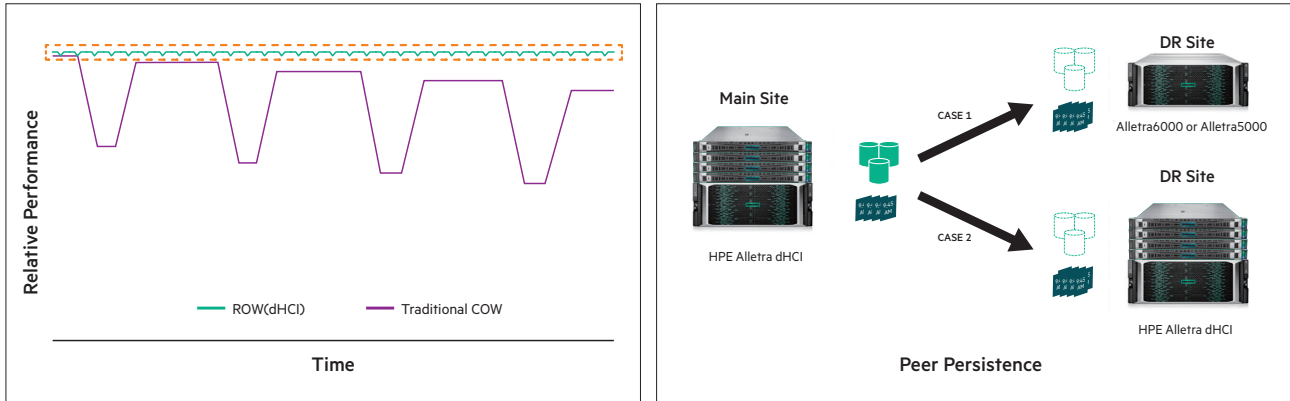 Relative Performance
ROW(dHCI)
Traditional COW
Time
Main Site
HPE Alletra dHCI
CASE 1
CASE 2
DR Site
Alletra6000 or Alletra5000
DR Site
HPE Alletra dHCI
Peer Persistence